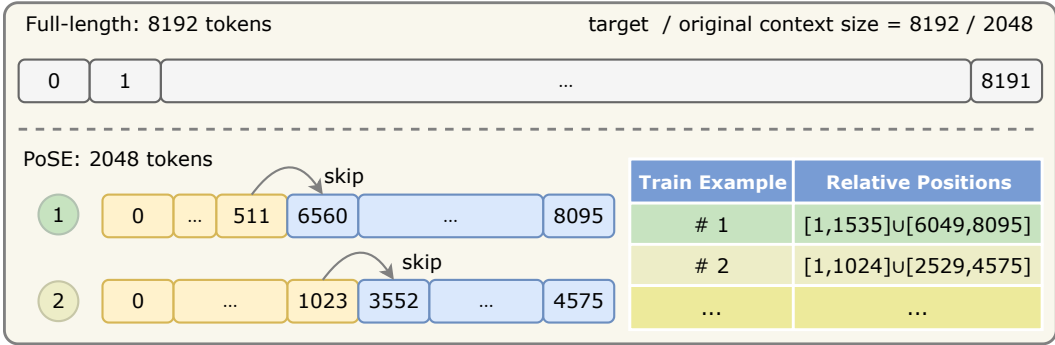 Full-length: 8192 tokens
target / original context size = 8192 / 2048
0 1 ... 8191
PoSE: 2048 tokens
skip
1 0 ... 511 6560 ... 8095
skip
2 0 ... 1023 3552 ... 4575
Train Example Relative Positions
# 1 [1,1535]∪[6049,8095]
# 2 [1,1024]∪[2529,4575]
... ...